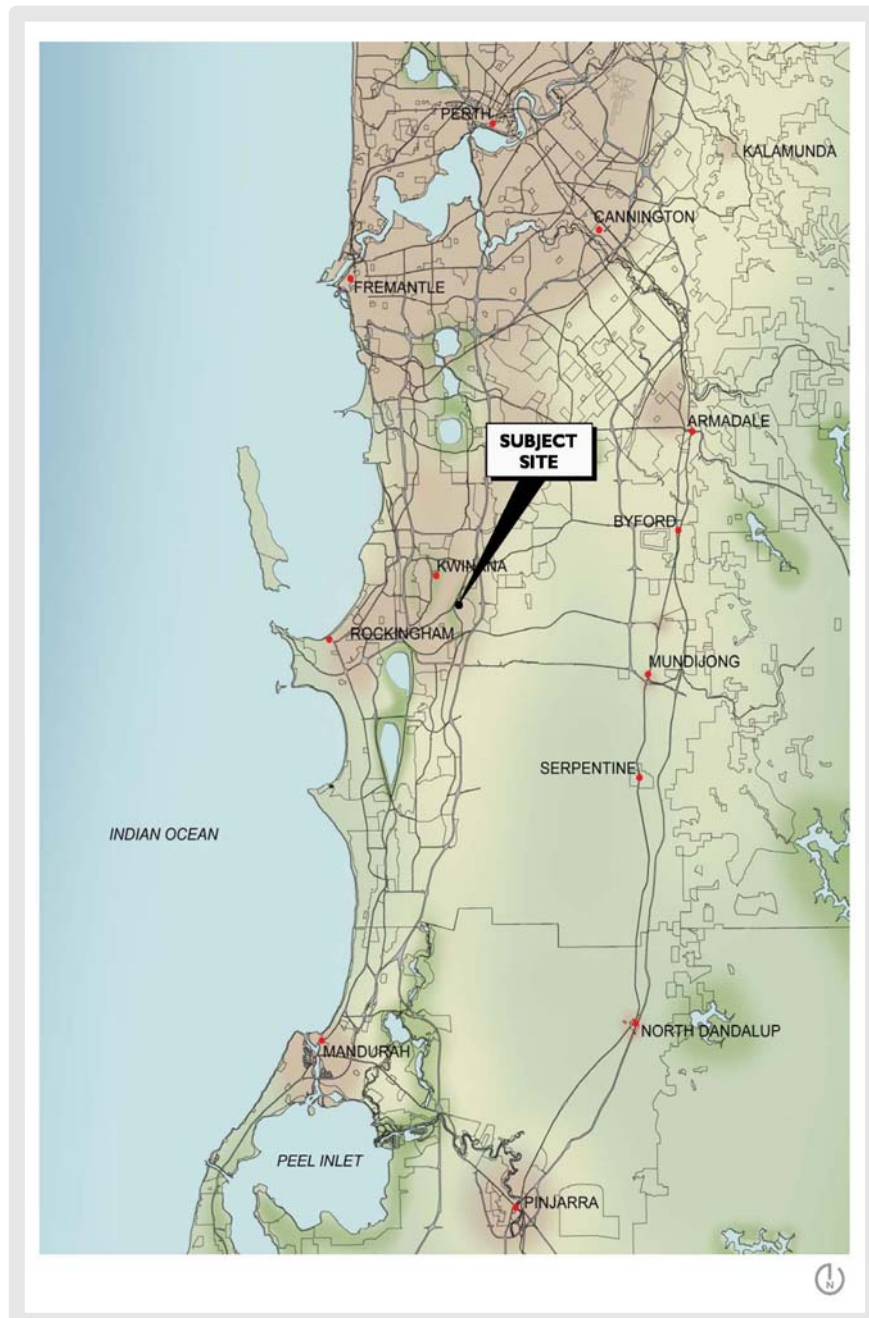 PERTH
KALAMUNDA
CANNINGTON
FREMANTLE
ARMADALE
SUBJECT
SITE
BYFORD
KWINANA
ROCKINGHAM
MUNDIJONG
SERPENTINE
INDIAN OCEAN
NORTH DANDALUP
MANDURAH
PEEL INLET
PINJARRA
N